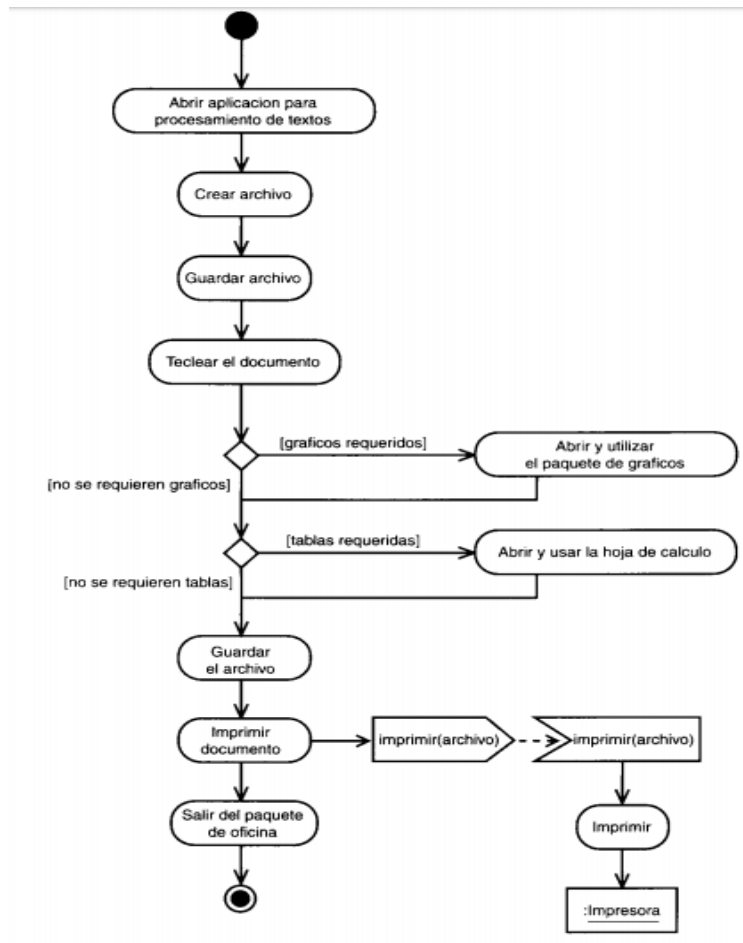 Abrir aplicacion para
procesamiento de textos
Crear archivo
Guardar archivo
Teclear el documento
[graficos requeridos]
Abrir y utilizar
el paquete de graficos
[no se requieren graficos]
[tablas requeridas]
Abrir y usar la hoja de calculo
[no se requieren tablas]
Guardar
el archivo
Imprimir
documento
imprimir(archivo)
imprimir(archivo)
Salir del paquete
de oficina
Imprimir
:Impresora